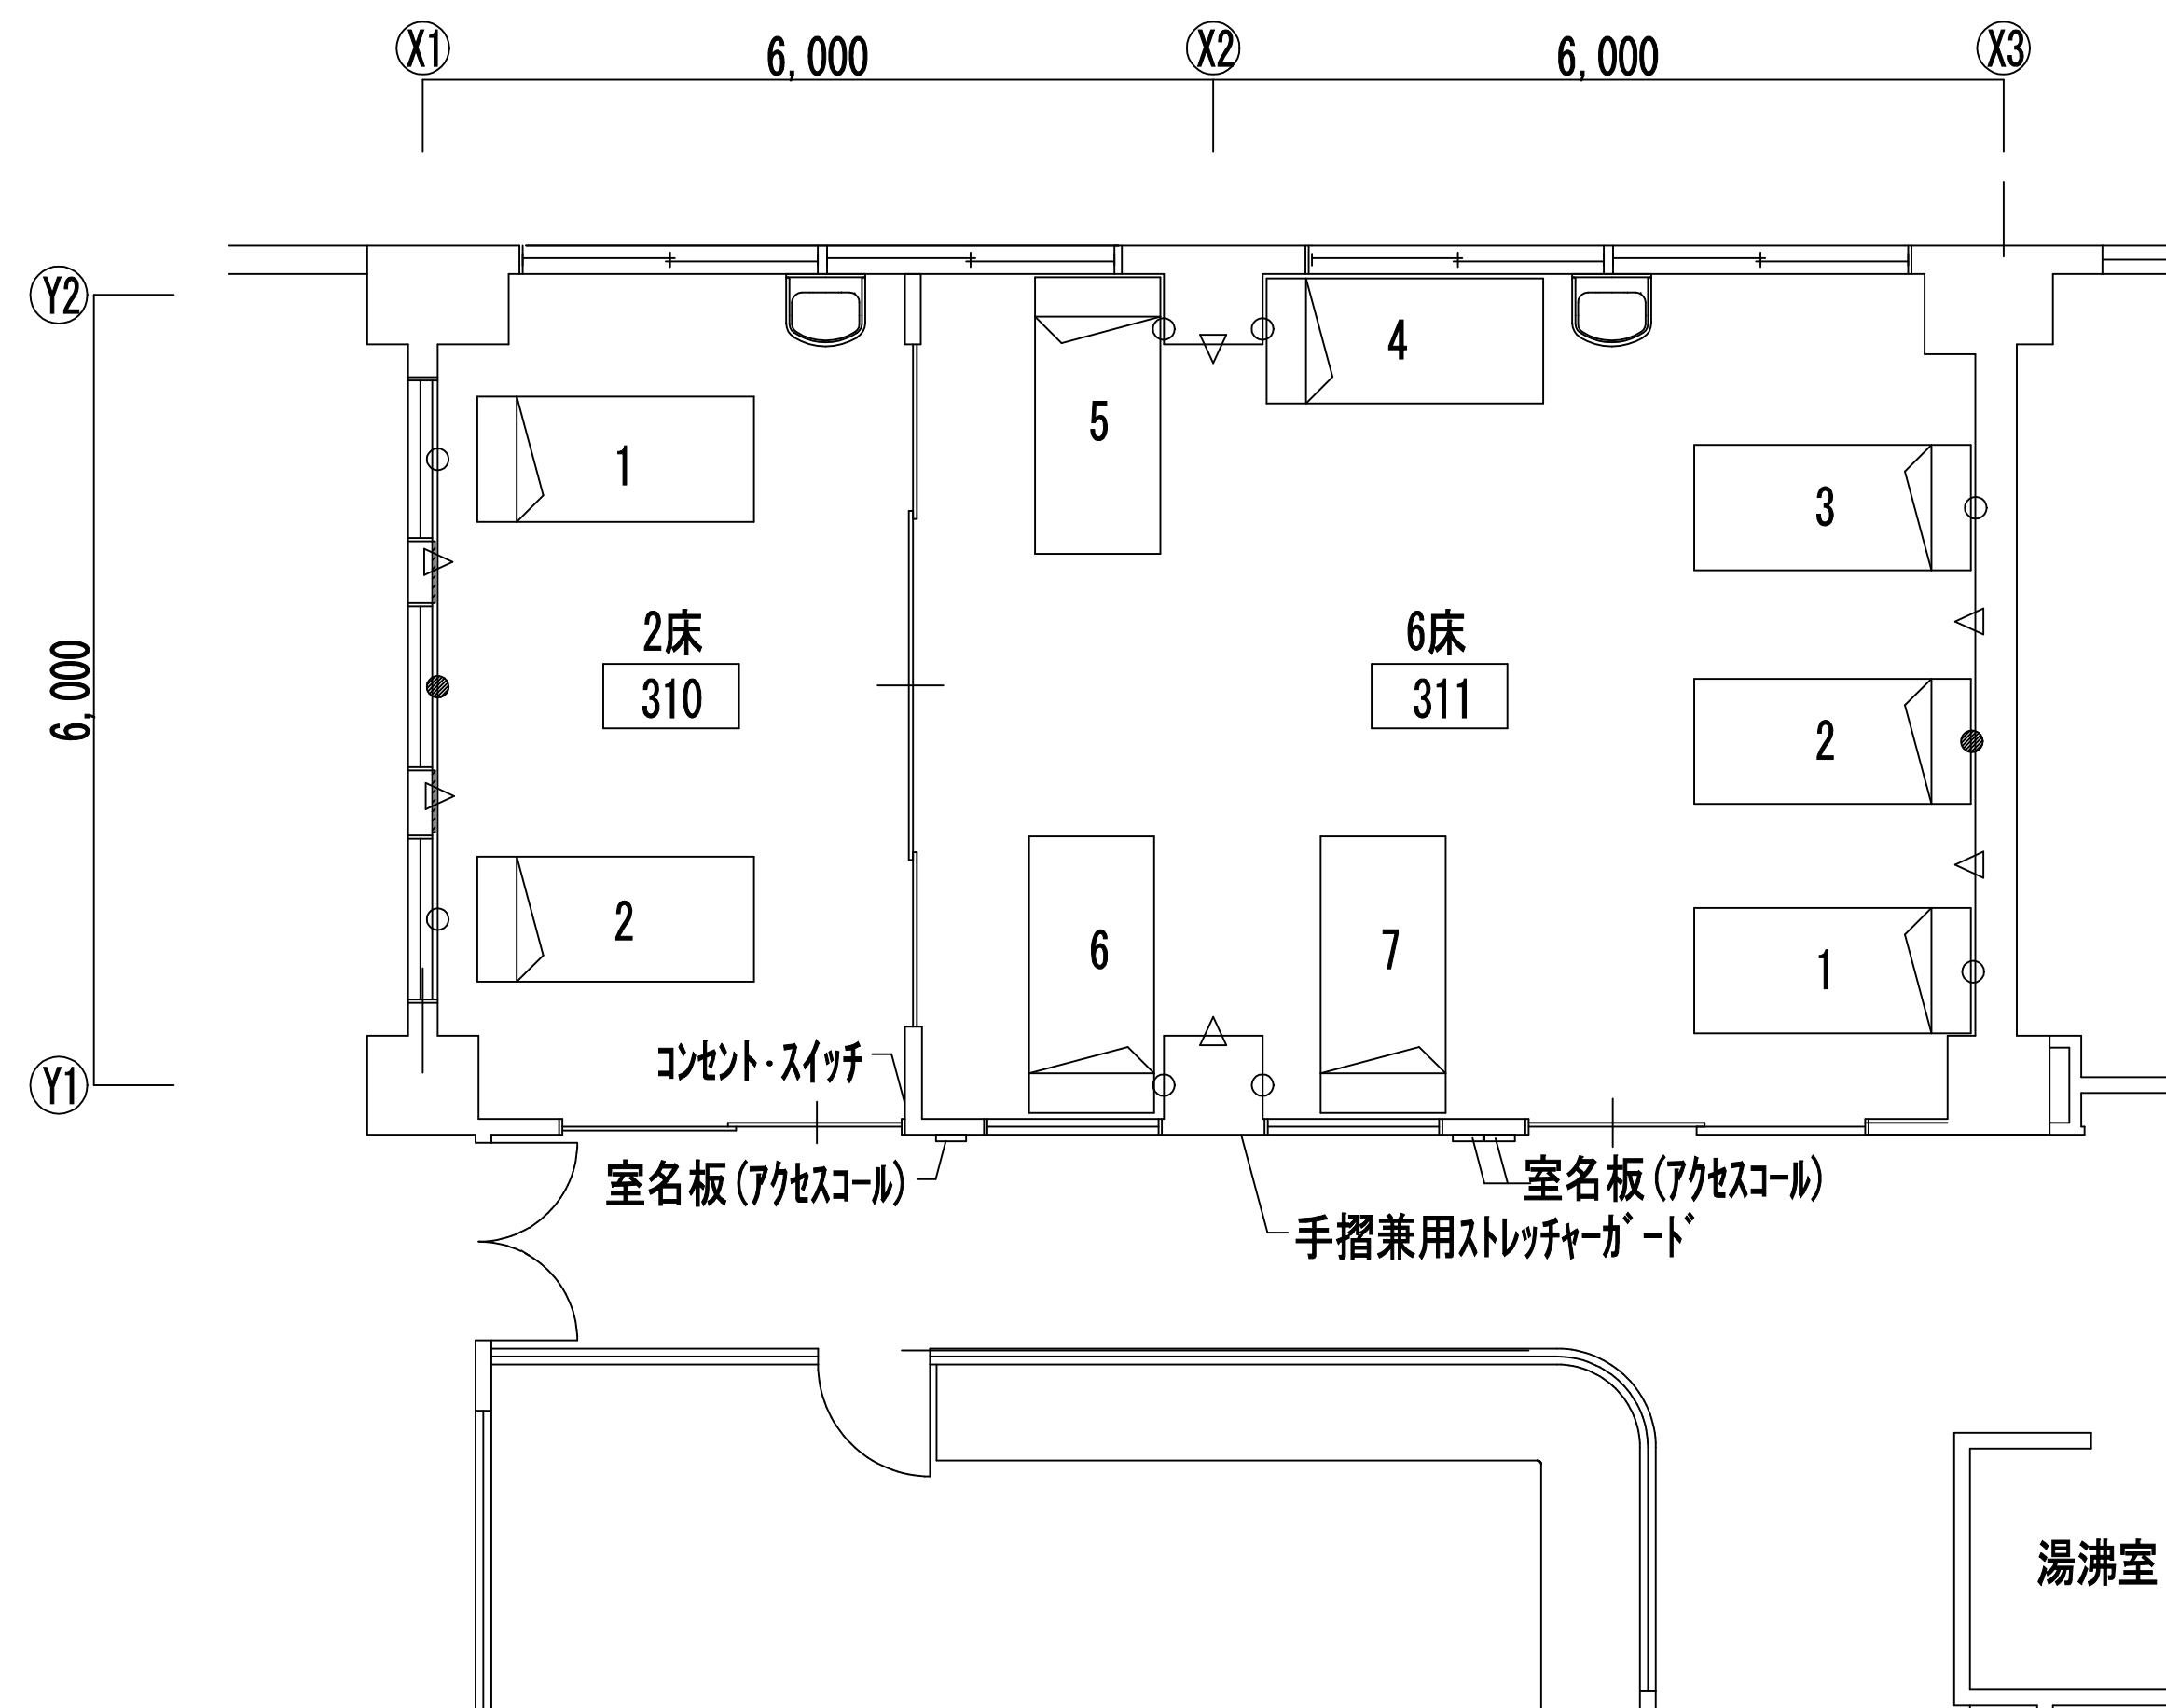 X1
6,000
X2
6,000
X3
Y2
4
5
1
3
2床
6床
6,000
310
311
2
2
6
7
1
コンセント・スイッチ
Y1
室名板(アクセスコール)
室名板(アクセスコール)
手摺兼用ストレッチャーガード
湯沸室